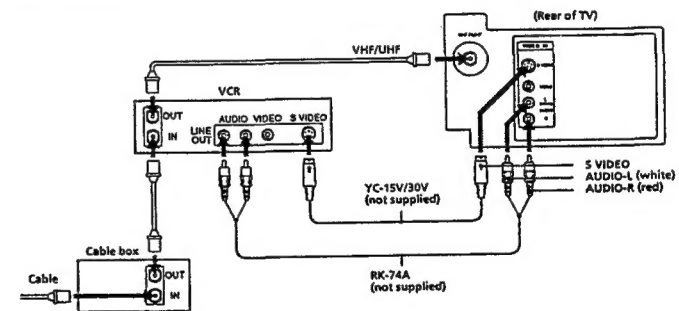 (Rear of TV)
VHF/UHF
VCR
OUT
IN
AUDIO VIDEO S VIDEO
LINE
OUT
S VIDEO
AUDIO-L (white)
AUDIO-R (red)
YC-15V/30V
(not supplied)
RK-74A
(not supplied)
Cable box
Cable
OUT
IN